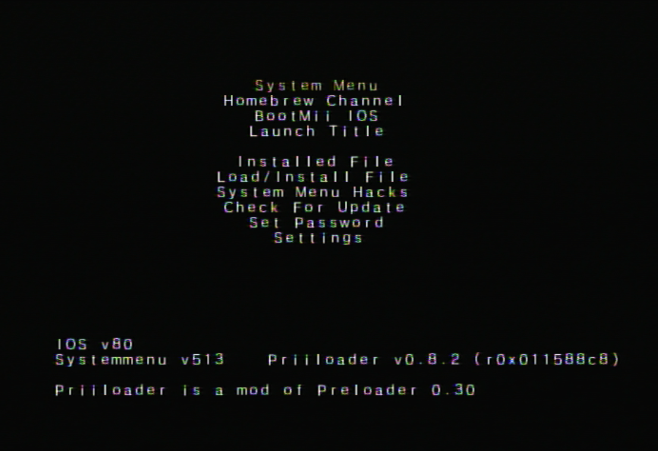 System Menu
Homebrew Channel
BootMii IOS
Launch Title
Installed File
Load/Install File
System Menu Hacks
Check For Update
Set Password
Settings
IOS v80
Systemmenu v513 Priiloader v0.8.2 (r0x011588c8)
Priiloader is a mod of Preloader 0.30